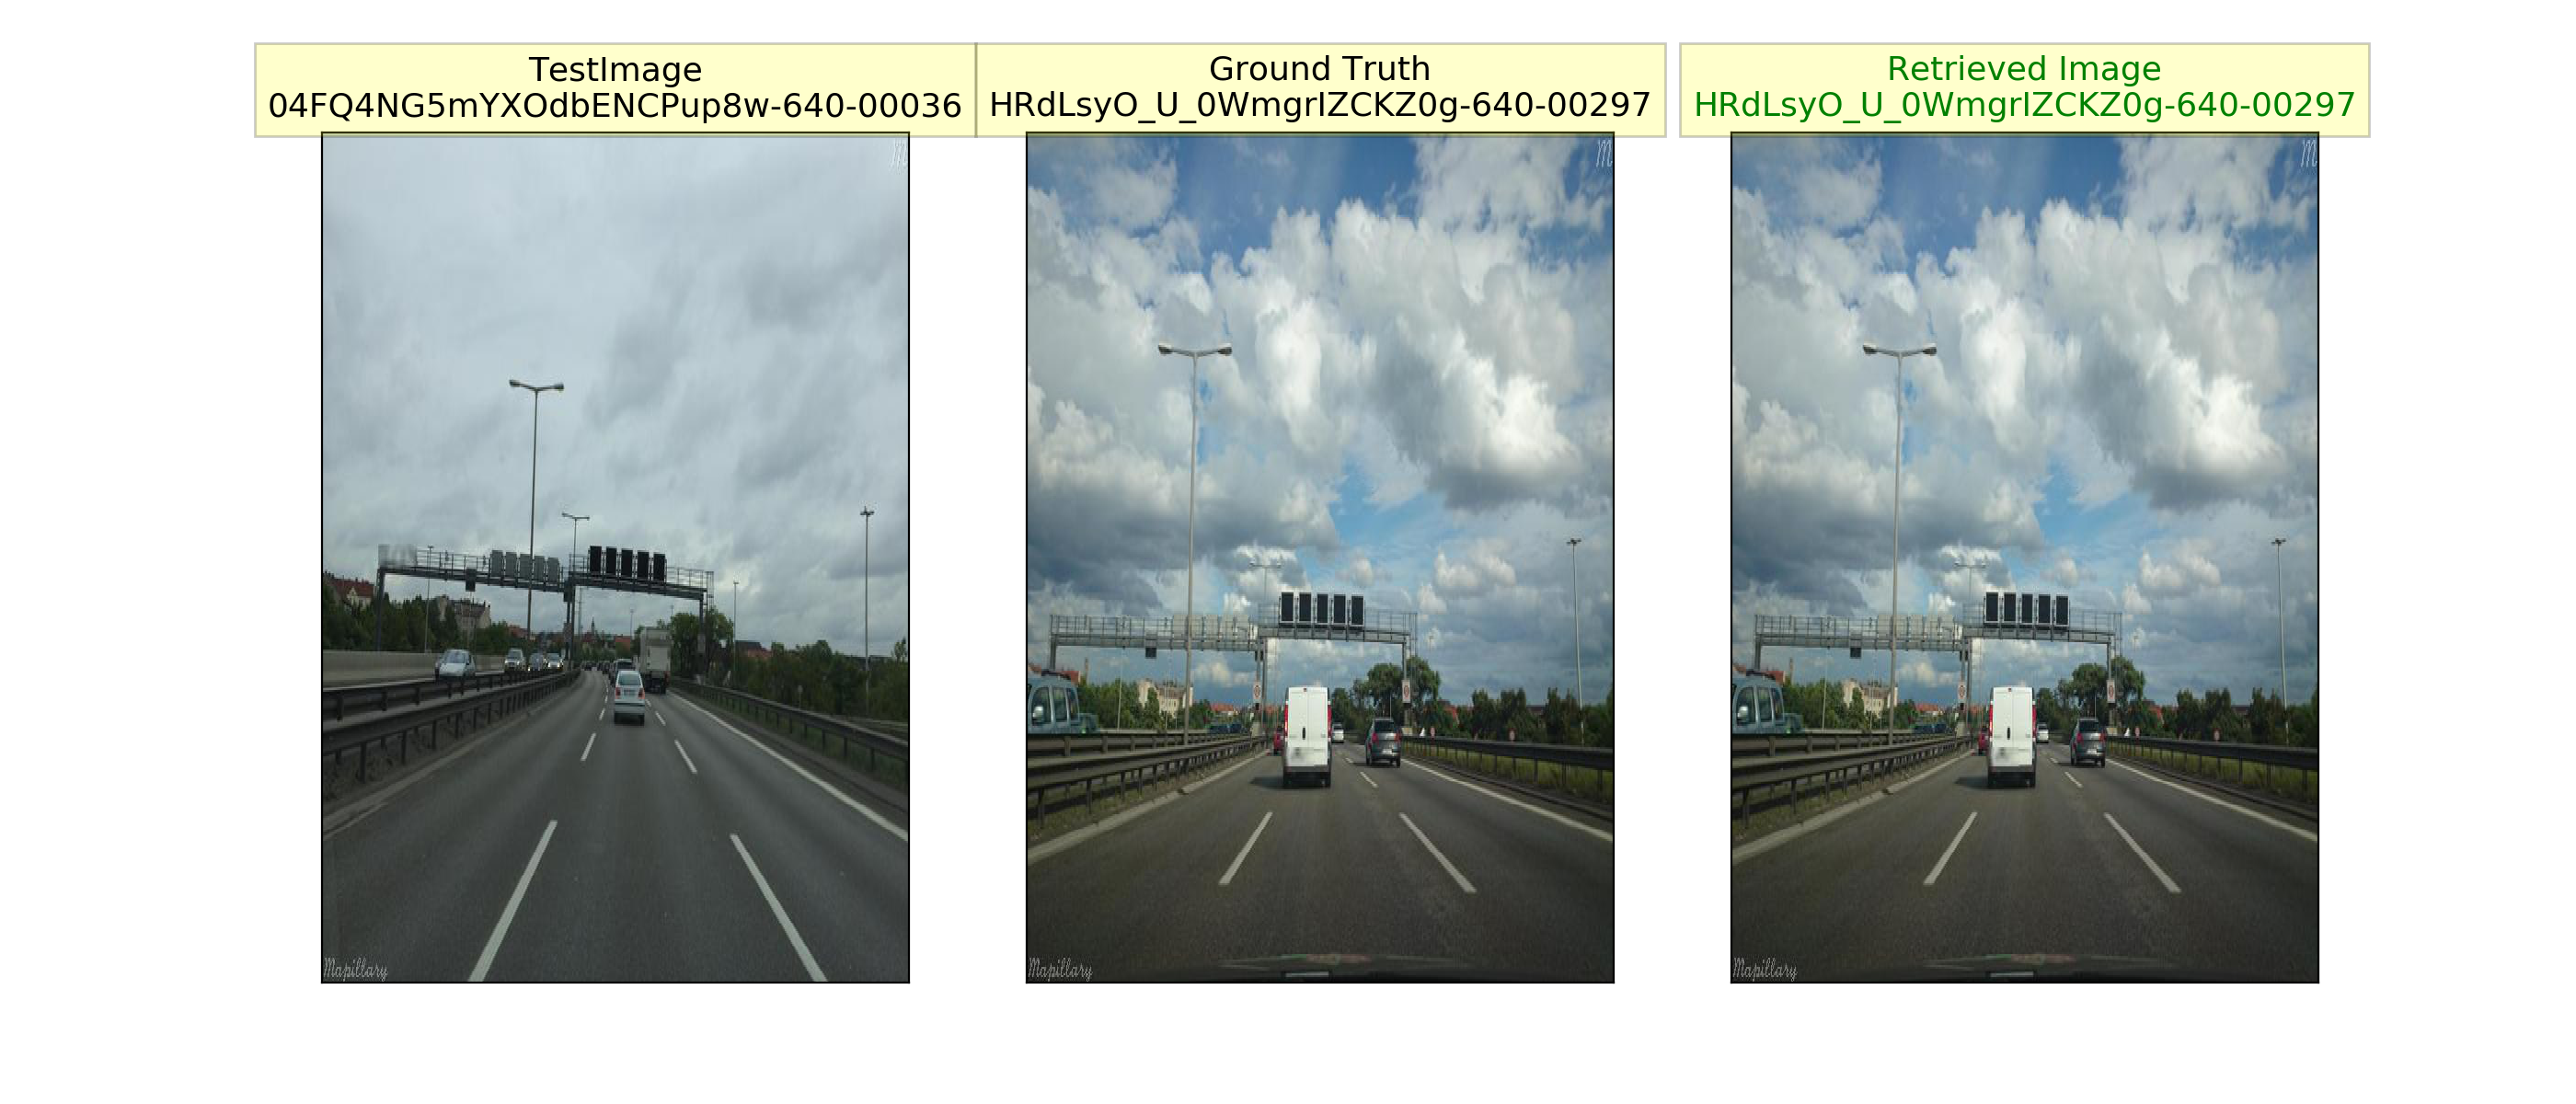 TestImage
04FQ4NG5mYXOdbENCPup8w-640-00036
Ground Truth
HRdLsyO_U_0WmgrIZCKZ0g-640-00297
Retrieved Image
HRdLsyO_U_0WmgrIZCKZ0g-640-00297
M
M
M
Mapillary
Mapillary
Mapillary